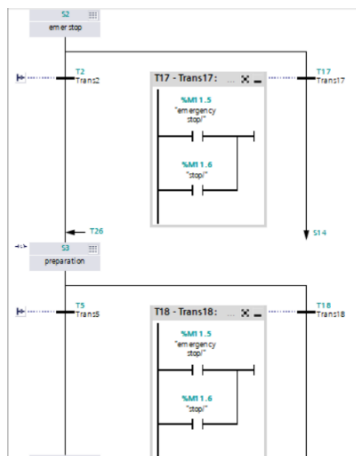 S2
emer stop
T2
Trans2
T17 - Trans17:
...
%M11.5
"emergency
stop/"
%M11.6
"stop/"
T17
Trans17
T26
S14
S3
preparation
T5
Trans5
T18 - Trans18:
...
%M11.5
"emergency
stop/"
%M11.6
"stop/"
T18
Trans18